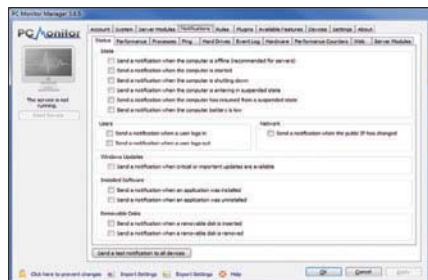 PC Monitor Manager 3.8.5
PC Monitor
The service is not
running.
Start Service
Account System Server Modules Notifications Rules Plugins Available Features Devices Settings About
Status Performance Processes Ping Hard Drives Event Log Hardware Performance Counters Web Server Modules
State
Send a notification when the computer is offline (recommended for servers)
Send a notification when the computer is started
Send a notification when the computer is shutting down
Send a notification when the computer is entering in suspended state
Send a notification when the computer has resumed from a suspended state
Send a notification when the computer battery is low
Users
Send a notification when a user logs in
Send a notification when a user logs out
Network
Send a notification when the public IP has changed
Windows Updates
Send a notification when critical or important updates are available
Installed Software
Send a notification when an application was installed
Send a notification when an application was uninstalled
Removable Disks
Send a notification when a removable disk is inserted
Send a notification when a removable disk is removed
Send a test notification to all devices
Click here to prevent changes Import Settings Export Settings Help OK Cancel Apply